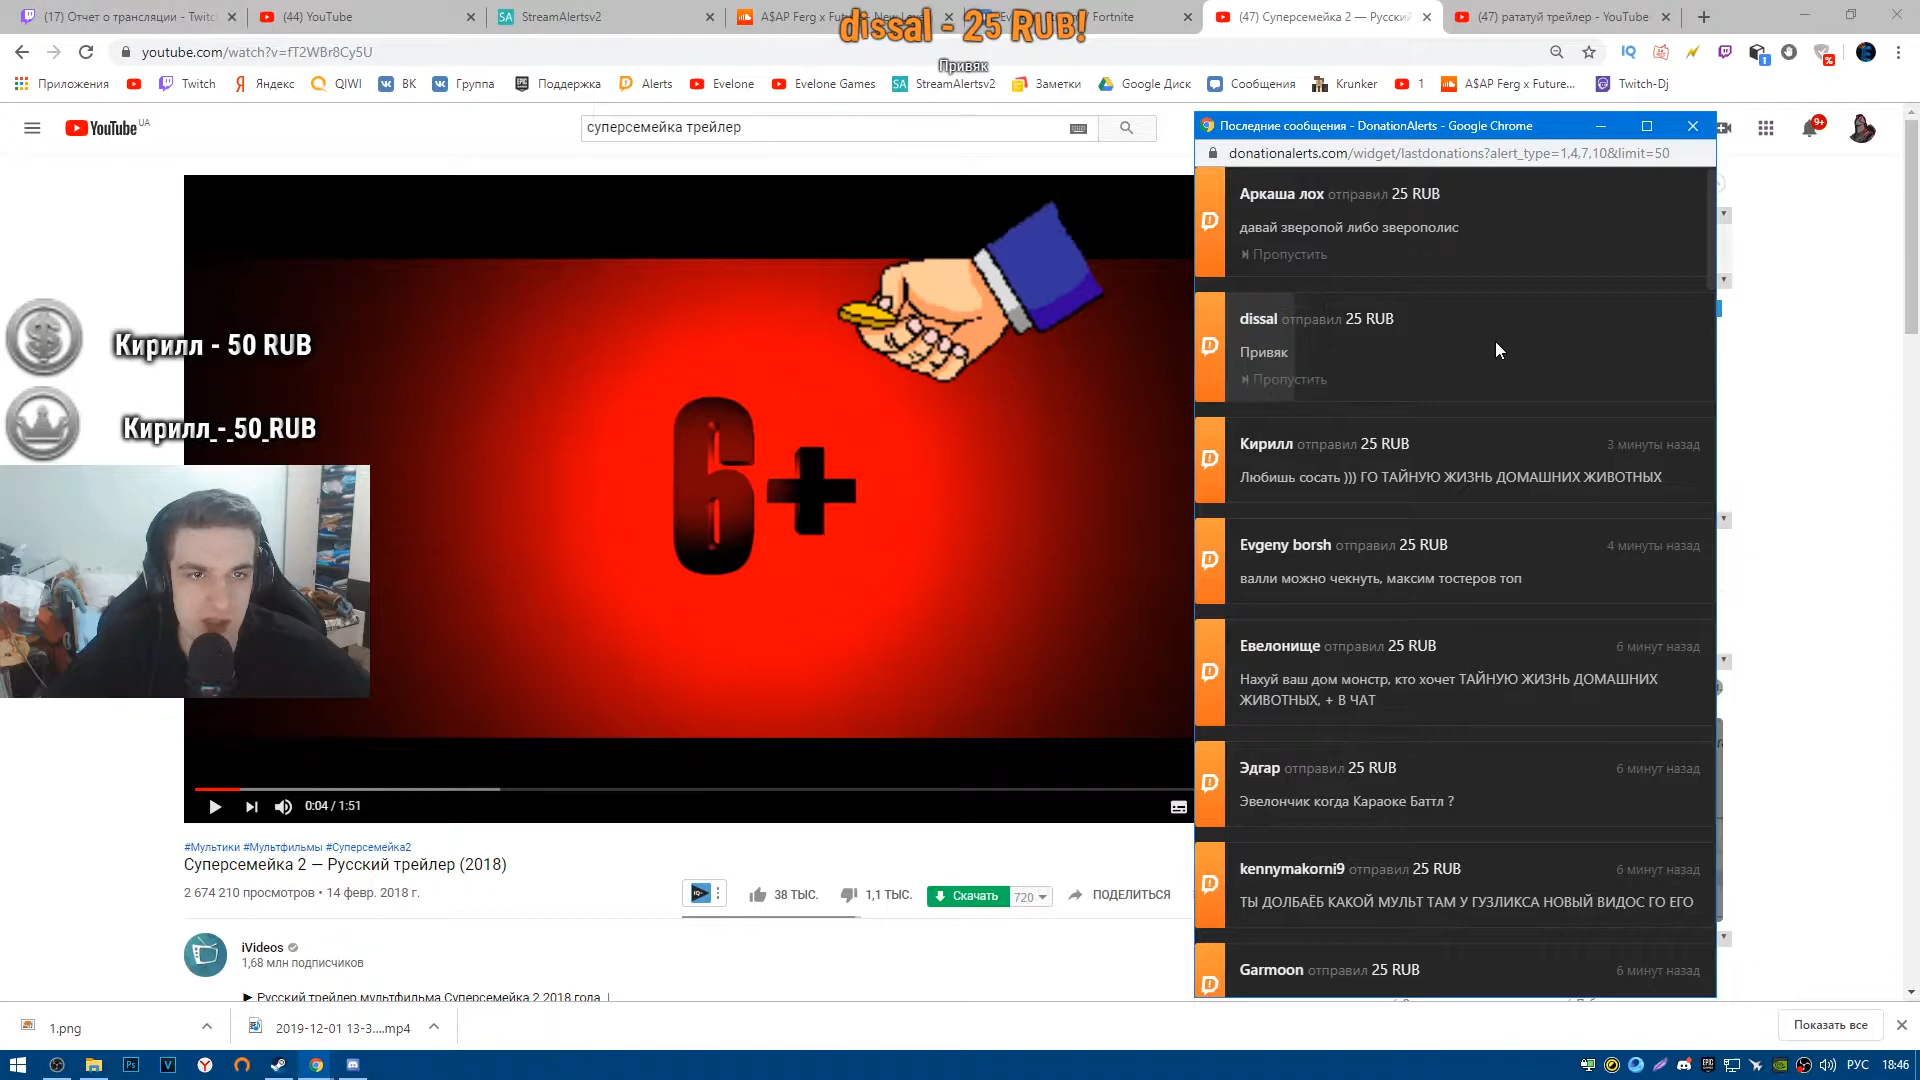 (17) Отчет о трансляции - Twitc
(44) YouTube
StreamAlertsv2
A$AP Ferg x Fu
/ Fortnite
(47) Суперсемейка 2 — Русский
(47) рататуй трейлер - YouTube
dissal - 25 RUB!
Привяк
youtube.com/watch?v=fT2WBr8Cy5U
Приложения
Twitch
Яндекс
QIWI
ВК
Группа
Поддержка
Alerts
Evelone
Evelone Games
StreamAlertsv2
Заметки
Google Диск
Сообщения
Krunker
1
A$AP Ferg x Future...
Twitch-Dj
YouTube UA
суперсемейка трейлер
9+
Последние сообщения - DonationAlerts - Google Chrome
donationalerts.com/widget/lastdonations?alert_type=1,4,7,10&limit=50
Аркаша лох отправил 25 RUB
давай зверопой либо зверополис
Пропустить
dissal отправил 25 RUB
Привяк
Пропустить
Кирилл отправил 25 RUB
3 минуты назад
Любишь сосать ))) ГО ТАЙНУЮ ЖИЗНЬ ДОМАШНИХ ЖИВОТНЫХ
Evgeny borsh отправил 25 RUB
4 минуты назад
валли можно чекнуть, максим тостеров топ
Евелонище отправил 25 RUB
6 минут назад
Нахуй ваш дом монстр, кто хочет ТАЙНУЮ ЖИЗНЬ ДОМАШНИХ
ЖИВОТНЫХ, + В ЧАТ
Эдгар отправил 25 RUB
6 минут назад
Эвелончик когда Караоке Баттл ?
kennymakorni9 отправил 25 RUB
6 минут назад
ТЫ ДОЛБАЁБ КАКОЙ МУЛЬТ ТАМ У ГУЗЛИКСА НОВЫЙ ВИДОС ГО ЕГО
Garmoon отправил 25 RUB
6 минут назад
Кирилл - 50 RUB
Кирилл - 50 RUB
6+
0:04 / 1:51
#Мультики #Мультфильмы #Суперсемейка2
Суперсемейка 2 — Русский трейлер (2018)
2 674 210 просмотров • 14 февр. 2018 г.
38 ТЫС.
1,1 ТЫС.
Скачать
720
ПОДЕЛИТЬСЯ
iVideos
1,68 млн подписчиков
► Русский трейлер мультфильма Суперсемейка 2 2018 года. |
1.png
2019-12-01 13-3....mp4
Показать все
РУС
18:46